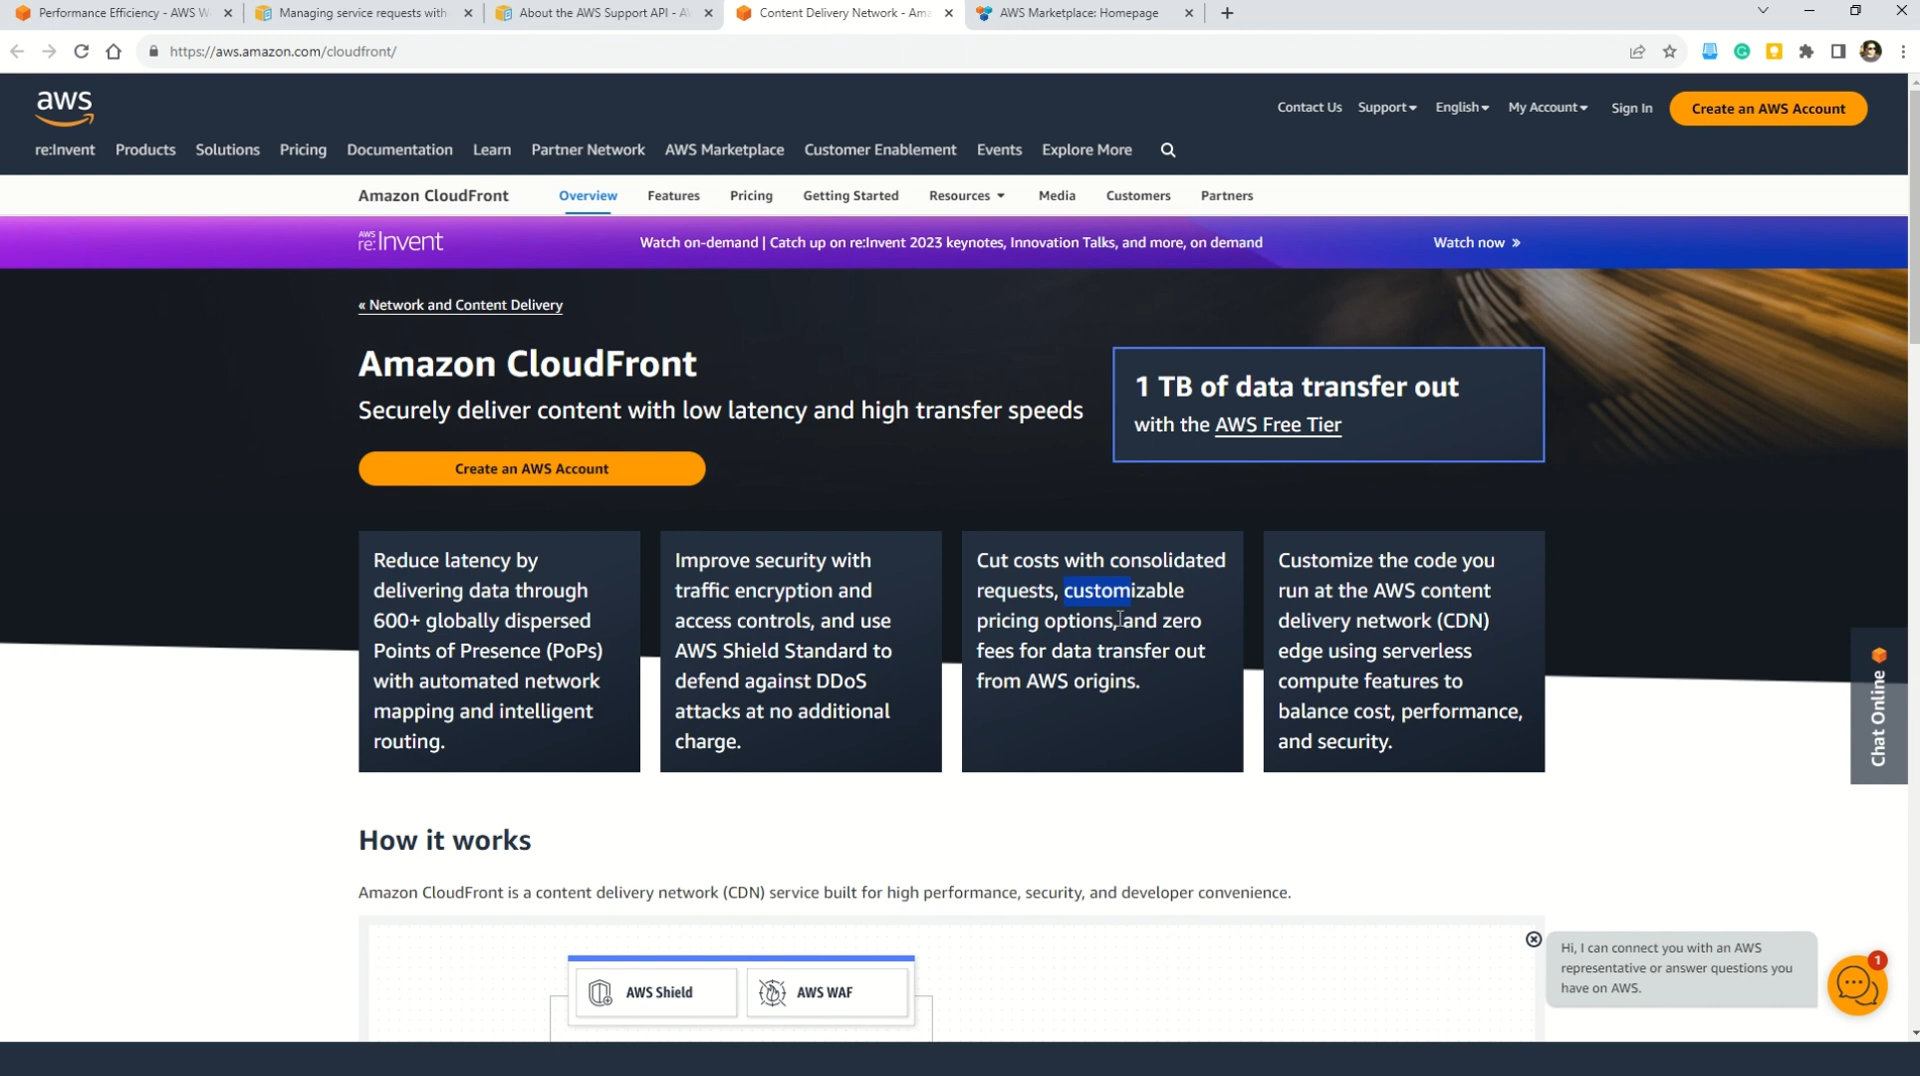 Performance Efficiency - AWS W
Managing service requests with
About the AWS Support API - A
Content Delivery Network - Ama
AWS Marketplace: Homepage
https://aws.amazon.com/cloudfront/
aws
Contact Us
Support
English
My Account
Sign In
Create an AWS Account
re:Invent
Products
Solutions
Pricing
Documentation
Learn
Partner Network
AWS Marketplace
Customer Enablement
Events
Explore More
Amazon CloudFront
Overview
Features
Pricing
Getting Started
Resources
Media
Customers
Partners
AWS
re:Invent
Watch on-demand | Catch up on re:Invent 2023 keynotes, Innovation Talks, and more, on demand
Watch now »
« Network and Content Delivery
Amazon CloudFront
Securely deliver content with low latency and high transfer speeds
Create an AWS Account
1 TB of data transfer out
with the AWS Free Tier
Reduce latency by
delivering data through
600+ globally dispersed
Points of Presence (PoPs)
with automated network
mapping and intelligent
routing.
Improve security with
traffic encryption and
access controls, and use
AWS Shield Standard to
defend against DDoS
attacks at no additional
charge.
Cut costs with consolidated
requests, customizable
pricing options, and zero
fees for data transfer out
from AWS origins.
Customize the code you
run at the AWS content
delivery network (CDN)
edge using serverless
compute features to
balance cost, performance,
and security.
Chat Online
How it works
Amazon CloudFront is a content delivery network (CDN) service built for high performance, security, and developer convenience.
AWS Shield
AWS WAF
Hi, I can connect you with an AWS
representative or answer questions you
have on AWS.
1